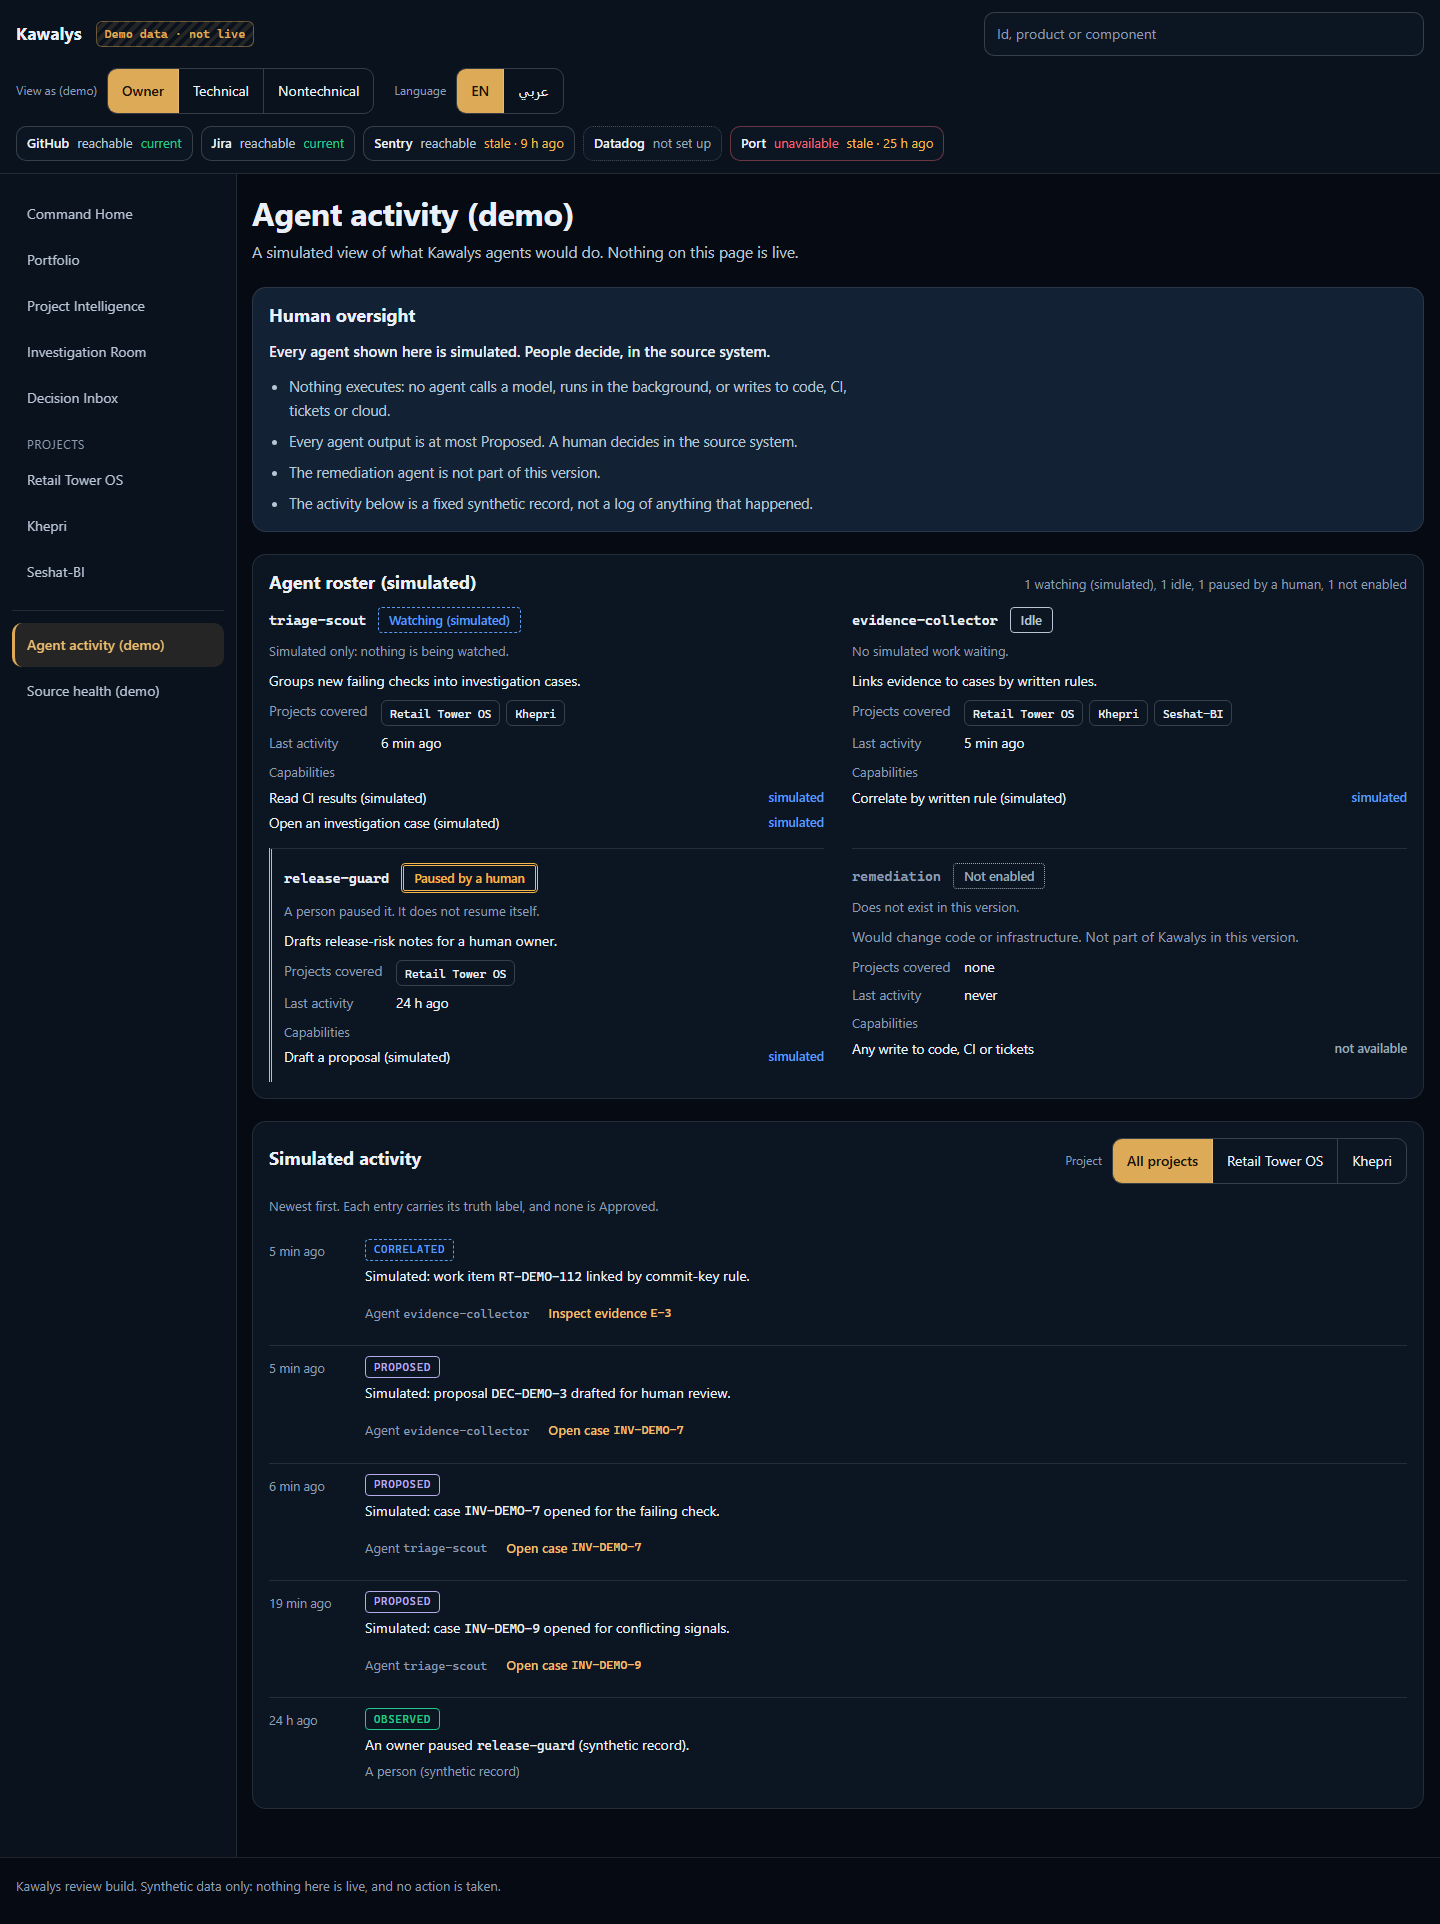 Kawalys
Demo data · not live
Id, product or component
View as (demo)
Owner
Technical
Nontechnical
Language
EN
عربي
GitHub reachable current
Jira reachable current
Sentry reachable stale · 9 h ago
Datadog not set up
Port unavailable stale · 25 h ago
Command Home
Portfolio
Project Intelligence
Investigation Room
Decision Inbox
PROJECTS
Retail Tower OS
Khepri
Seshat-BI
Agent activity (demo)
Source health (demo)
Agent activity (demo)
A simulated view of what Kawalys agents would do. Nothing on this page is live.
Human oversight
Every agent shown here is simulated. People decide, in the source system.
• Nothing executes: no agent calls a model, runs in the background, or writes to code, CI,
tickets or cloud.
• Every agent output is at most Proposed. A human decides in the source system.
• The remediation agent is not part of this version.
• The activity below is a fixed synthetic record, not a log of anything that happened.
Agent roster (simulated)
1 watching (simulated), 1 idle, 1 paused by a human, 1 not enabled
triage-scout Watching (simulated)
Simulated only: nothing is being watched.
Groups new failing checks into investigation cases.
Projects covered Retail Tower OS Khepri
Last activity 6 min ago
Capabilities
Read CI results (simulated) simulated
Open an investigation case (simulated) simulated
evidence-collector Idle
No simulated work waiting.
Links evidence to cases by written rules.
Projects covered Retail Tower OS Khepri Seshat-BI
Last activity 5 min ago
Capabilities
Correlate by written rule (simulated) simulated
release-guard Paused by a human
A person paused it. It does not resume itself.
Drafts release-risk notes for a human owner.
Projects covered Retail Tower OS
Last activity 24 h ago
Capabilities
Draft a proposal (simulated) simulated
remediation Not enabled
Does not exist in this version.
Would change code or infrastructure. Not part of Kawalys in this version.
Projects covered none
Last activity never
Capabilities
Any write to code, CI or tickets not available
Simulated activity
Project
All projects
Retail Tower OS
Khepri
Newest first. Each entry carries its truth label, and none is Approved.
5 min ago
CORRELATED
Simulated: work item RT-DEMO-112 linked by commit-key rule.
Agent evidence-collector Inspect evidence E-3
5 min ago
PROPOSED
Simulated: proposal DEC-DEMO-3 drafted for human review.
Agent evidence-collector Open case INV-DEMO-7
6 min ago
PROPOSED
Simulated: case INV-DEMO-7 opened for the failing check.
Agent triage-scout Open case INV-DEMO-7
19 min ago
PROPOSED
Simulated: case INV-DEMO-9 opened for conflicting signals.
Agent triage-scout Open case INV-DEMO-9
24 h ago
OBSERVED
An owner paused release-guard (synthetic record).
A person (synthetic record)
Kawalys review build. Synthetic data only: nothing here is live, and no action is taken.